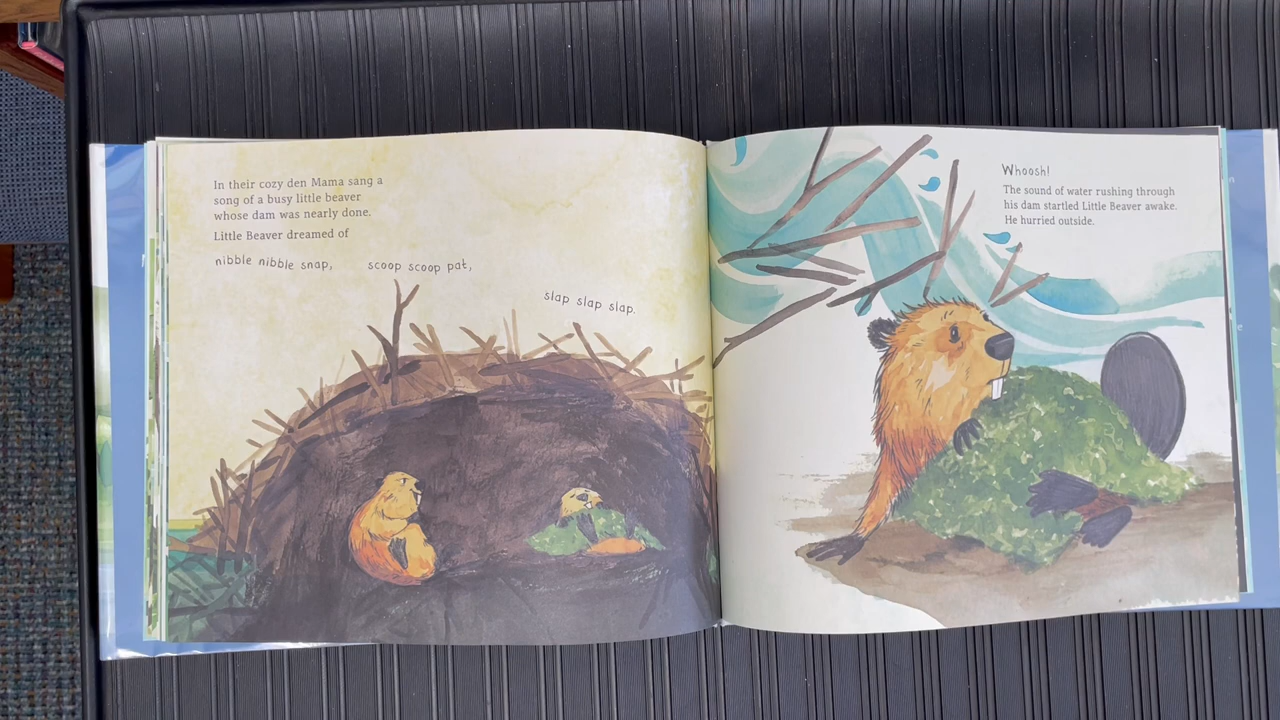 In their cozy den Mama sang a
song of a busy little beaver
whose dam was nearly done.
Little Beaver dreamed of
nibble nibble snap, scoop scoop pat,
slap slap slap.
Whoosh!
The sound of water rushing through
his dam startled Little Beaver awake.
He hurried outside.